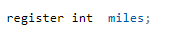 register int  miles;